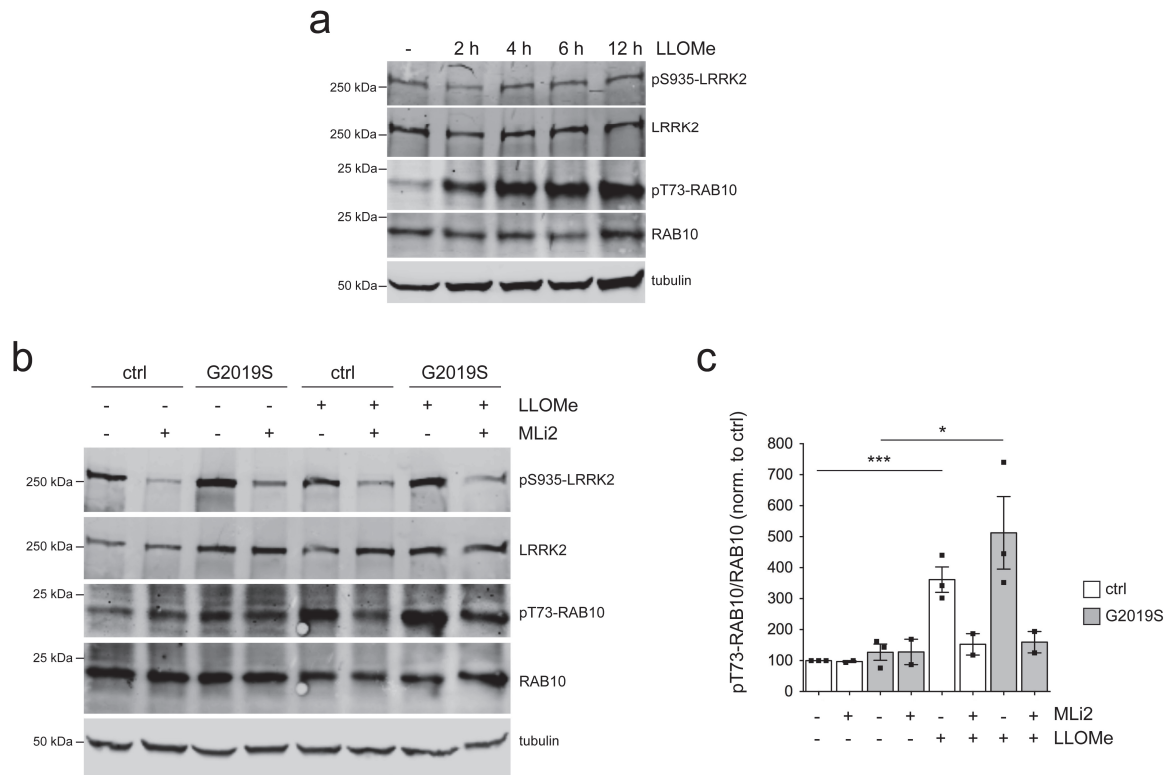 a
- 2 h 4 h 6 h 12 h LLOMe
250 kDa pS935-LRRK2
250 kDa LRRK2
25 kDa pT73-RAB10
25 kDa RAB10
50 kDa tubulin
b
ctrl G2019S ctrl G2019S
- - - - + + + + LLOMe
- + - + - + - + MLi2
250 kDa pS935-LRRK2
250 kDa LRRK2
25 kDa pT73-RAB10
25 kDa RAB10
50 kDa tubulin
c
pT73-RAB10/RAB10 (norm. to ctrl)
800
700
600
500
400
300
200
100
0
***
*
ctrl
G2019S
- + - + - + - + MLi2
- - - - + + + + LLOMe